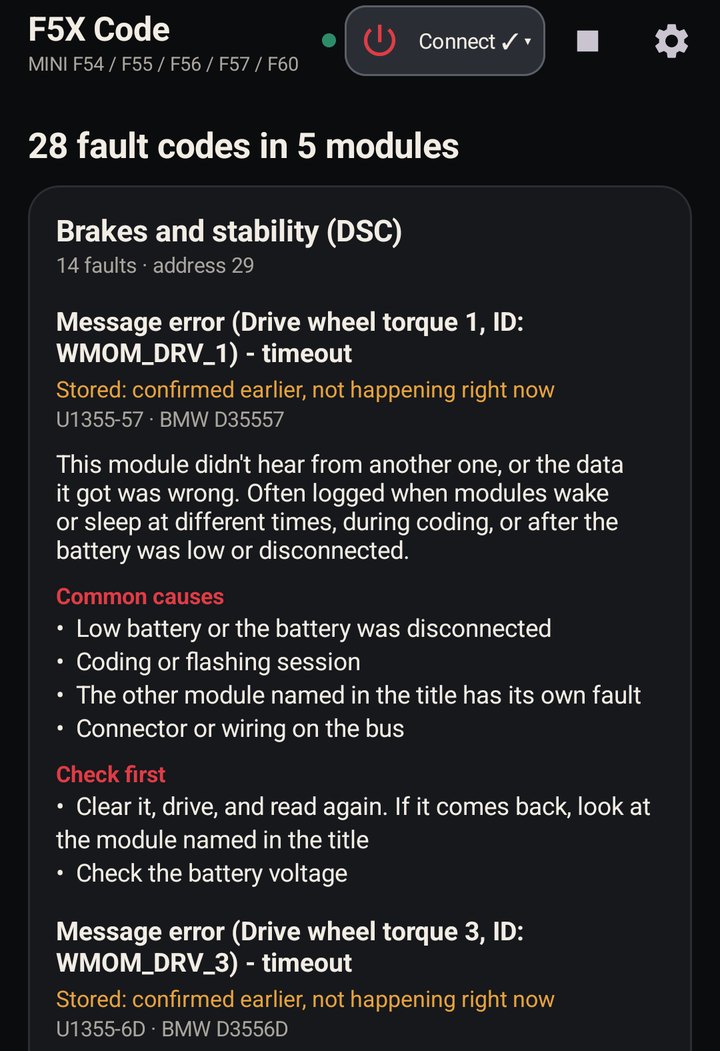 F5X Code
MINI F54 / F55 / F56 / F57 / F60
Connect ✓ ▾
28 fault codes in 5 modules
Brakes and stability (DSC)
14 faults · address 29
Message error (Drive wheel torque 1, ID:
WMOM_DRV_1) - timeout
Stored: confirmed earlier, not happening right now
U1355-57 · BMW D35557
This module didn't hear from another one, or the data
it got was wrong. Often logged when modules wake
or sleep at different times, during coding, or after the
battery was low or disconnected.
Common causes
• Low battery or the battery was disconnected
• Coding or flashing session
• The other module named in the title has its own fault
• Connector or wiring on the bus
Check first
• Clear it, drive, and read again. If it comes back, look at
the module named in the title
• Check the battery voltage
Message error (Drive wheel torque 3, ID:
WMOM_DRV_3) - timeout
Stored: confirmed earlier, not happening right now
U1355-6D · BMW D3556D